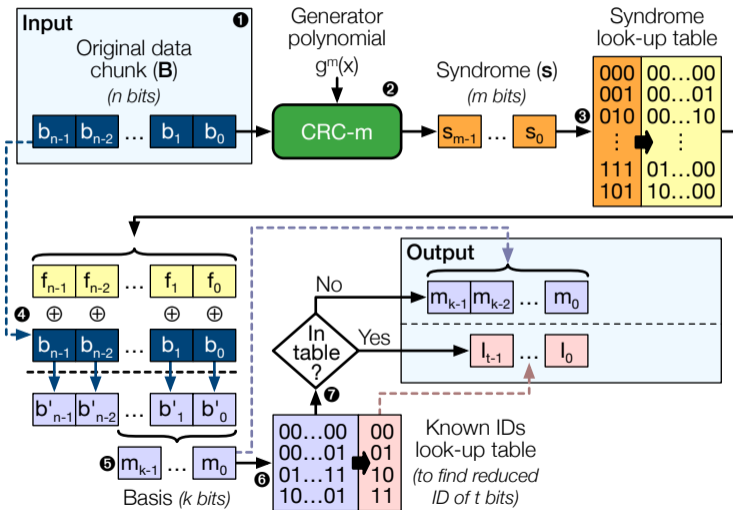 Input
❶
Original data
chunk (B)
(n bits)
b_{n-1} b_{n-2} ... b_1 b_0
Generator
polynomial
g^m(x)
❷
CRC-m
Syndrome (s)
(m bits)
s_{m-1} ... s_0
❸
Syndrome
look-up table
000 00...00
001 00...01
010 00...10
⋮ ⋮
111 01...00
101 10...00
f_{n-1} f_{n-2} ... f_1 f_0
❹ ⊕ ⊕ ⊕ ⊕
b_{n-1} b_{n-2} ... b_1 b_0
b'_{n-1} b'_{n-2} ... b'_1 b'_0
❺ m_{k-1} ... m_0
Basis (k bits)
❻
00...00 00
00...01 01
01...11 10
10...01 11
❼
In
table
?
No
Yes
Output
m_{k-1} m_{k-2} ... m_0
I_{t-1} ... I_0
Known IDs
look-up table
(to find reduced
ID of t bits)